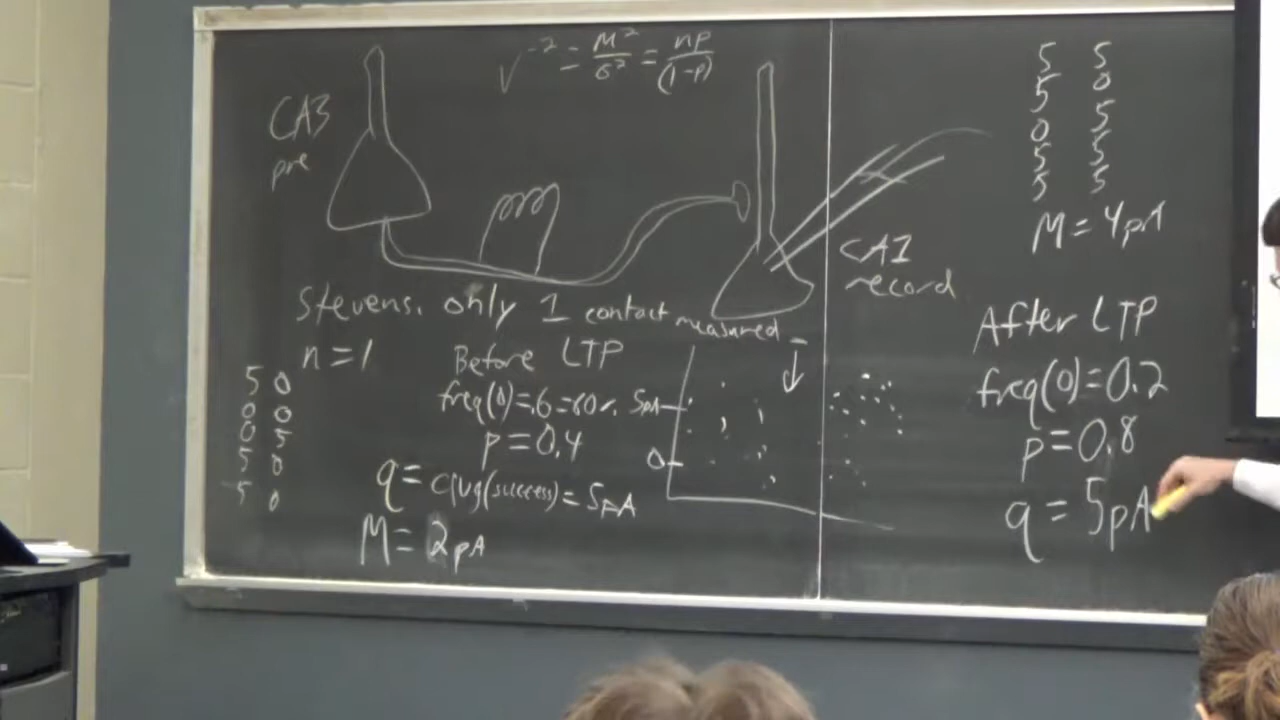 V⁻² = M²/σ² = np/(1-p)
CA3
pre
CA1
record
Stevens. only 1 contact measured
n=1
5 0
0 0
0 5
5 0
5 0
Before LTP
freq(0)=.6=60%
p=0.4
q=avg(success)=5pA
M=2pA
5pA
0
5 5
5 0
0 5
5 5
5 5
M=4pA
After LTP
freq(0)=0.2
p=0.8
q=5pA